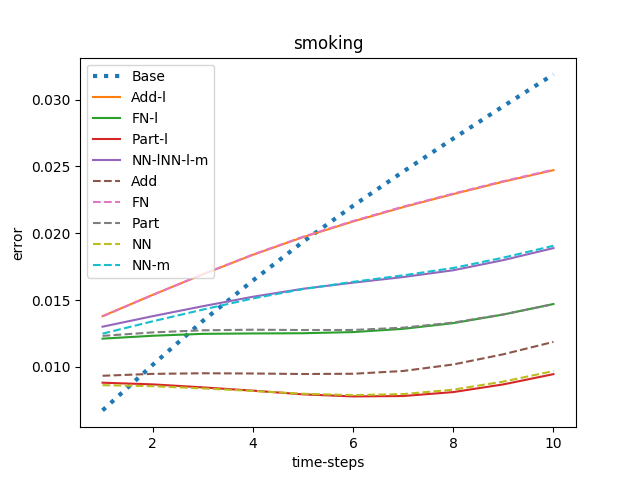 smoking
0.030
0.025
0.020
0.015
0.010
error
Base
Add-l
FN-l
Part-l
NN-lNN-l-m
Add
FN
Part
NN
NN-m
2 4 6 8 10
time-steps